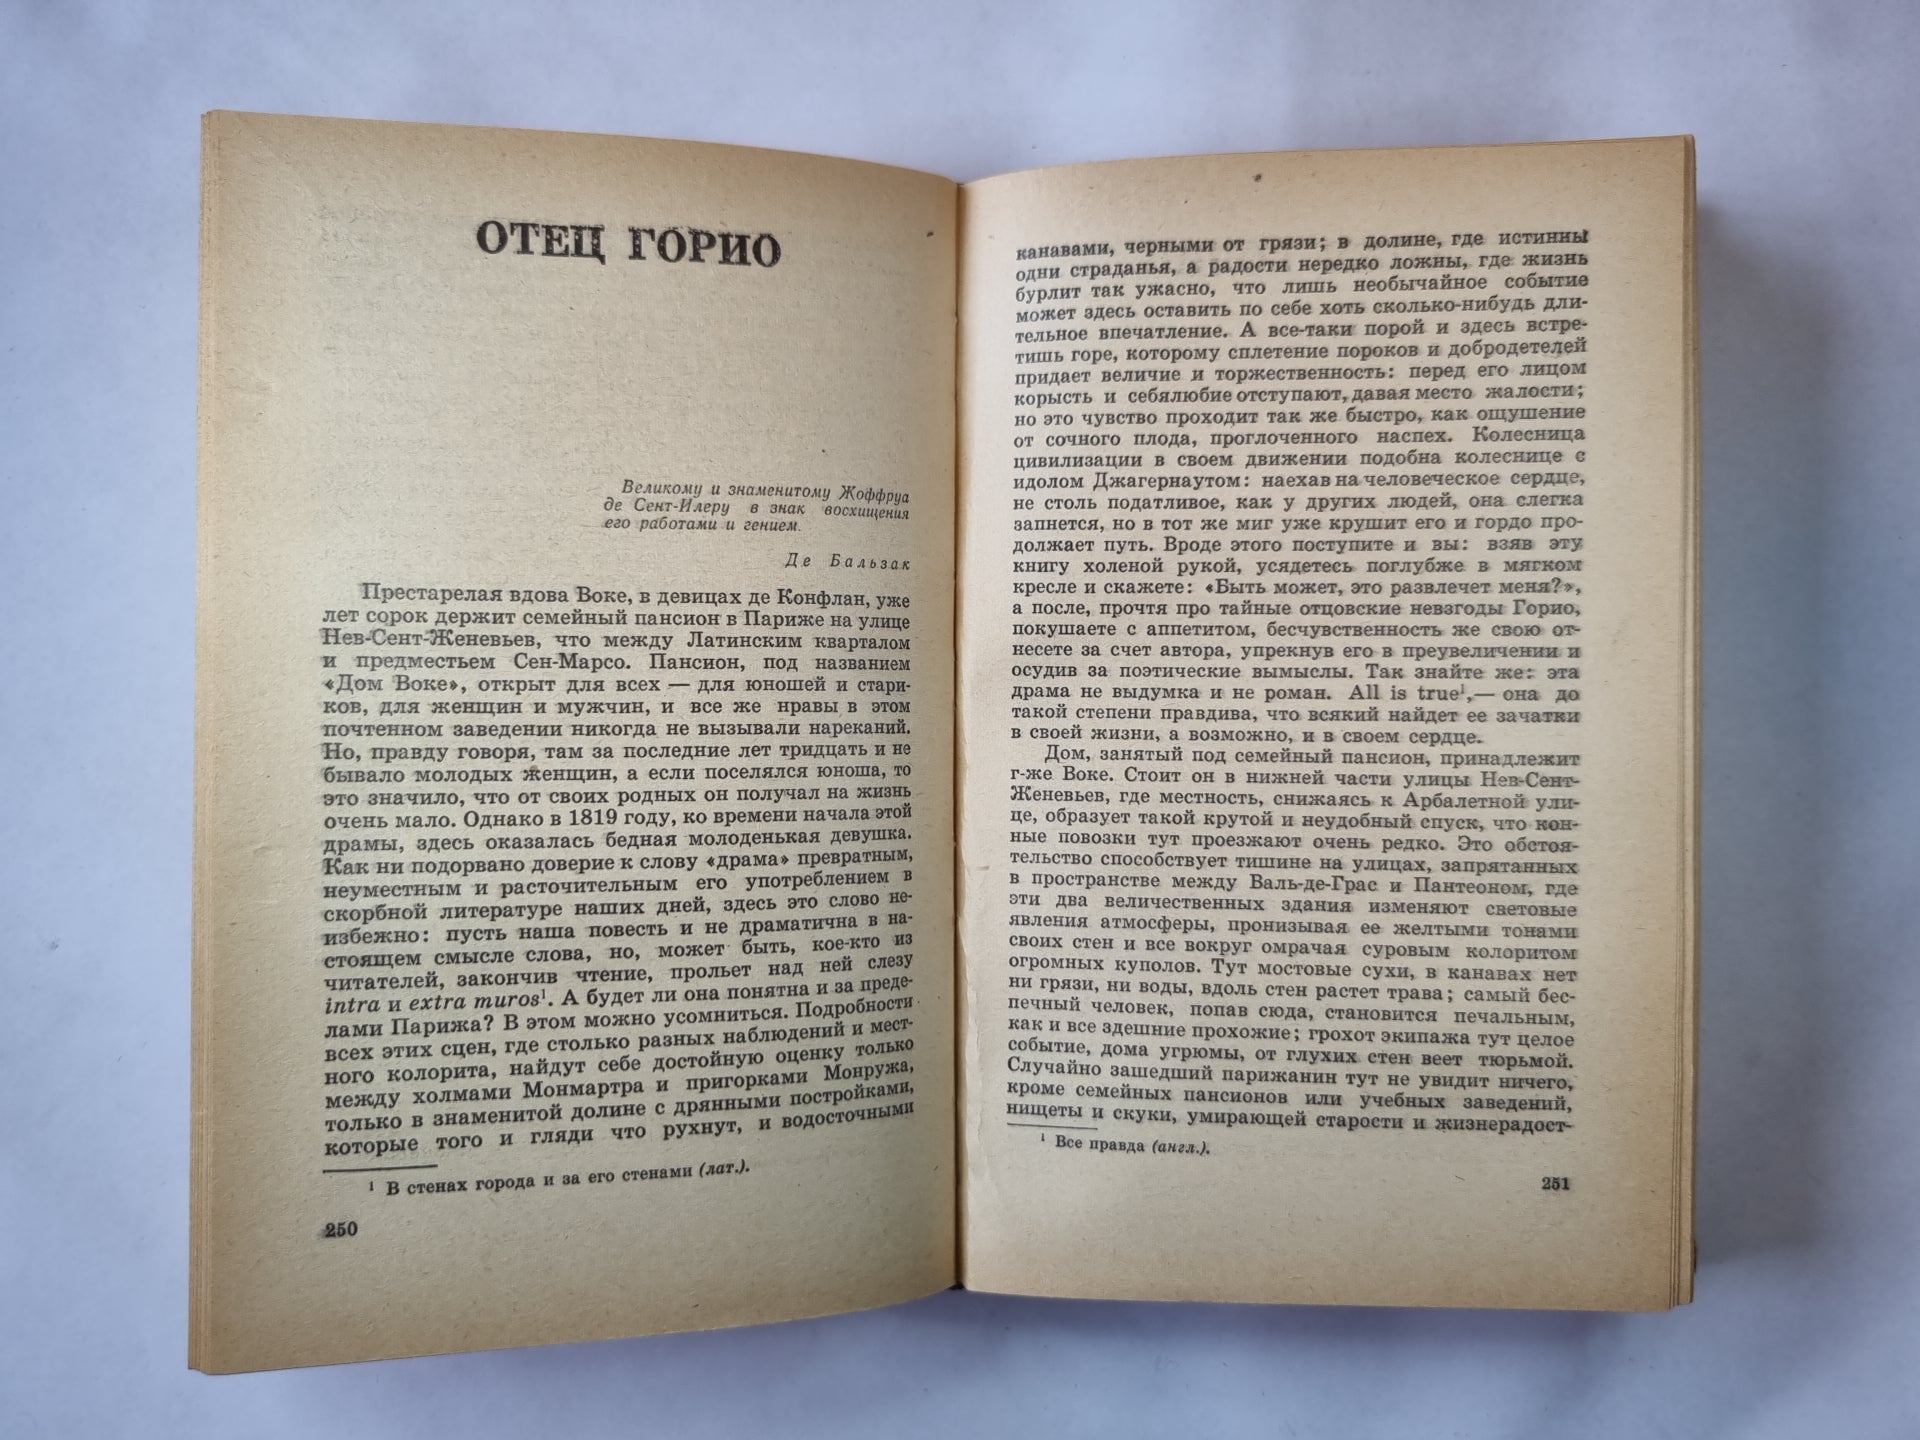 ОТЕЦ ГОРИО
Великому и знаменитому Жоффруа
де Сент-Илеру в знак восхищения
его работами и гением.
Де Бальзак
Престарелая вдова Воке, в девицах де Конфлан, уже
лет сорок держит семейный пансион в Париже на улице
Нев-Сент-Женевьев, что между Латинским кварталом
и предместьем Сен-Марсо. Пансион, под названием
«Дом Воке», открыт для всех — для юношей и стари-
ков, для женщин и мужчин, и все же нравы в этом
почтенном заведении никогда не вызывали нареканий.
Но, правду говоря, там за последние лет тридцать и не
бывало молодых женщин, а если поселялся юноша, то
это значило, что от своих родных он получал на жизнь
очень мало. Однако в 1819 году, ко времени начала этой
драмы, здесь оказалась бедная молоденькая девушка.
Как ни подорвано доверие к слову «драма» превратным,
неуместным и расточительным его употреблением в
скорбной литературе наших дней, здесь это слово не-
избежно: пусть наша повесть и не драматична в на-
стоящем смысле слова, но, может быть, кое-кто из
читателей, закончив чтение, прольет над ней слезу
intra и extra muros¹. А будет ли она понятна и за преде-
лами Парижа? В этом можно усомниться. Подробности
всех этих сцен, где столько разных наблюдений и мест-
ного колорита, найдут себе достойную оценку только
между холмами Монмартра и пригорками Монружа,
только в знаменитой долине с дрянными постройками,
которые того и гляди что рухнут, и водосточными
¹ В стенах города и за его стенами (лат.).
250
канавами, черными от грязи; в долине, где истинны
одни страданья, а радости нередко ложны, где жизнь
бурлит так ужасно, что лишь необычайное событие
может здесь оставить по себе хоть сколько-нибудь дли-
тельное впечатление. А все-таки порой и здесь встре-
тишь горе, которому сплетение пороков и добродетелей
придает величие и торжественность: перед его лицом
корысть и себялюбие отступают, давая место жалости;
но это чувство проходит так же быстро, как ощушение
от сочного плода, проглоченного наспех. Колесница
цивилизации в своем движении подобна колеснице с
идолом Джагернаутом: наехав на человеческое сердце,
не столь податливое, как у других людей, она слегка
запнется, но в тот же миг уже крушит его и гордо про-
должает путь. Вроде этого поступите и вы: взяв эту
книгу холеной рукой, усядетесь поглубже в мягком
кресле и скажете: «Быть может, это развлечет меня?»,
а после, прочтя про тайные отцовские невзгоды Горио,
покушаете с аппетитом, бесчувственность же свою от-
несете за счет автора, упрекнув его в преувеличении и
осудив за поэтические вымыслы. Так знайте же: эта
драма не выдумка и не роман. All is true¹,— она до
такой степени правдива, что всякий найдет ее зачатки
в своей жизни, а возможно, и в своем сердце.
Дом, занятый под семейный пансион, принадлежит
г-же Воке. Стоит он в нижней части улицы Нев-Сент-
Женевьев, где местность, снижаясь к Арбалетной ули-
це, образует такой крутой и неудобный спуск, что кон-
ные повозки тут проезжают очень редко. Это обстоя-
тельство способствует тишине на улицах, запрятанных
в пространстве между Валь-де-Грас и Пантеоном, где
эти два величественных здания изменяют световые
явления атмосферы, пронизывая ее желтыми тонами
своих стен и все вокруг омрачая суровым колоритом
огромных куполов. Тут мостовые сухи, в канавах нет
ни грязи, ни воды, вдоль стен растет трава; самый бес-
печный человек, попав сюда, становится печальным,
как и все здешние прохожие; грохот экипажа тут целое
событие, дома угрюмы, от глухих стен веет тюрьмой.
Случайно зашедший парижанин тут не увидит ничего,
кроме семейных пансионов или учебных заведений,
нищеты и скуки, умирающей старости и жизнерадост-
¹ Все правда (англ.).
251